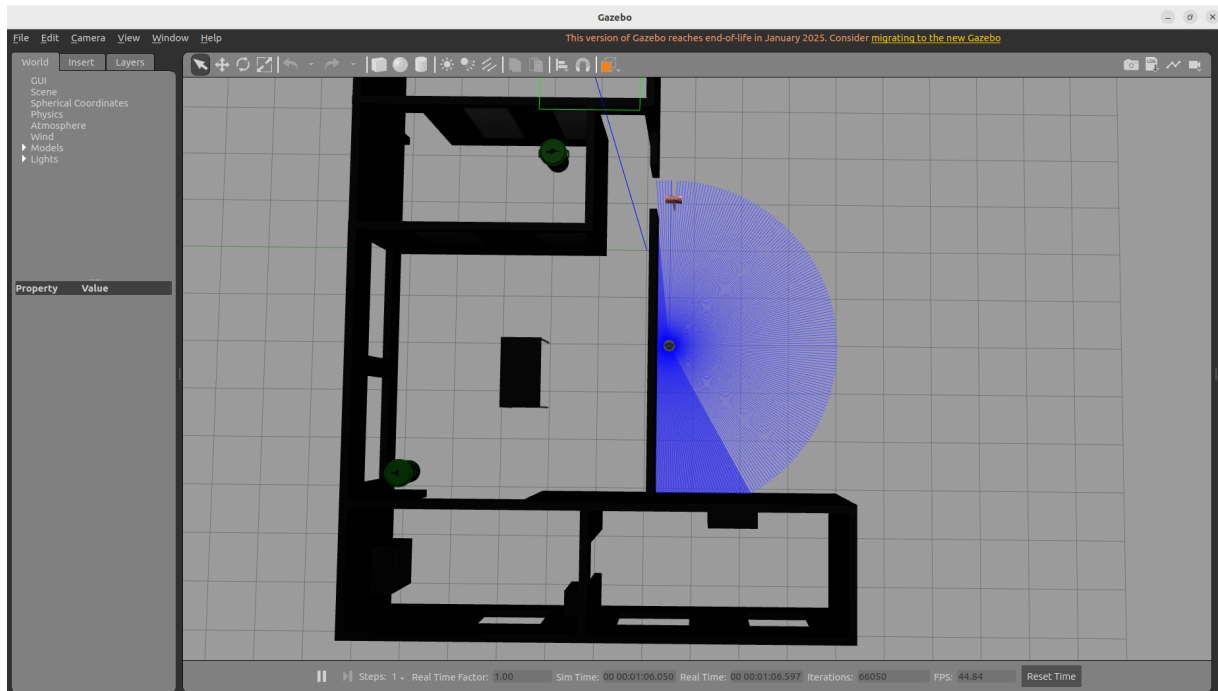 Gazebo
File Edit Camera View Window Help
This version of Gazebo reaches end-of-life in January 2025. Consider migrating to the new Gazebo
World Insert Layers
GUI
Scene
Spherical Coordinates
Physics
Atmosphere
Wind
Models
Lights
Property Value
Steps: 1 Real Time Factor: 1.00 Sim Time: 00 00:01:06.050 Real Time: 00 00:01:06.597 Iterations: 66050 FPS: 44.84 Reset Time